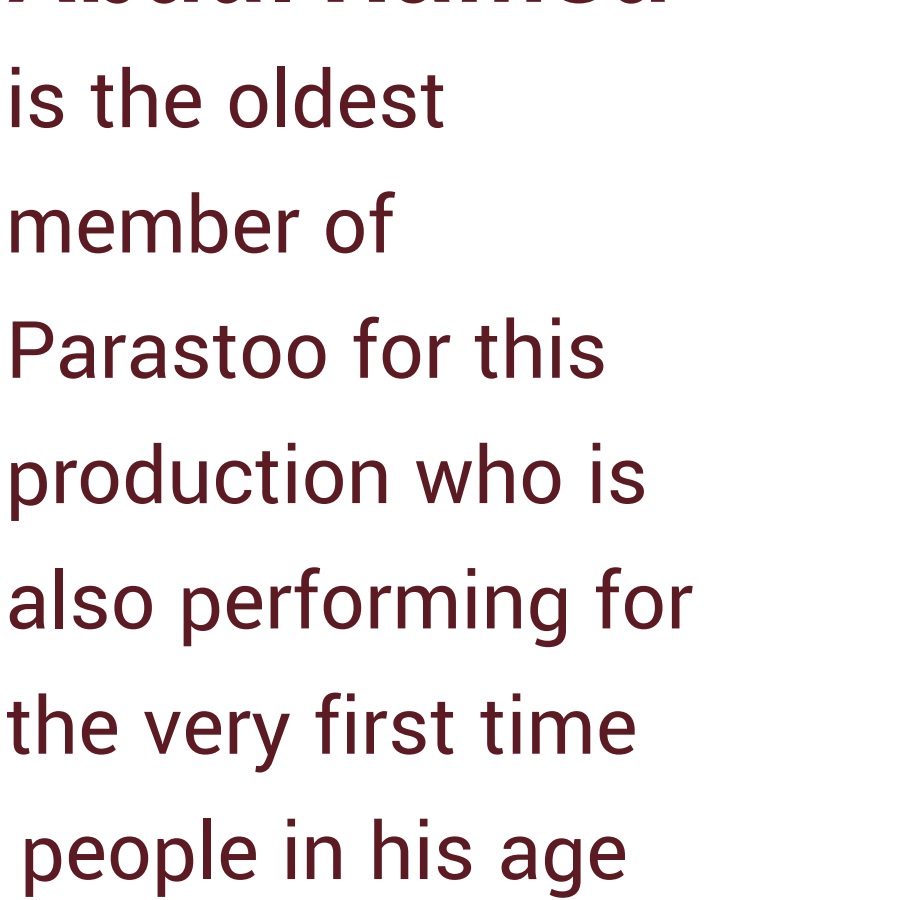 is the oldest
member of
Parastoo for this
production who is
also performing for
the very first time
people in his age